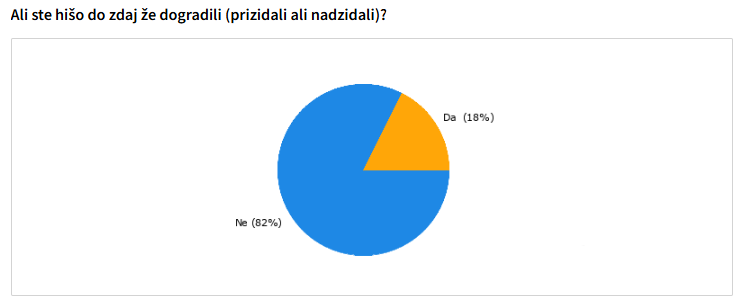 Ali ste hišo do zdaj že dogradili (prizidali ali nadzidali)?
Da (18%)
Ne (82%)